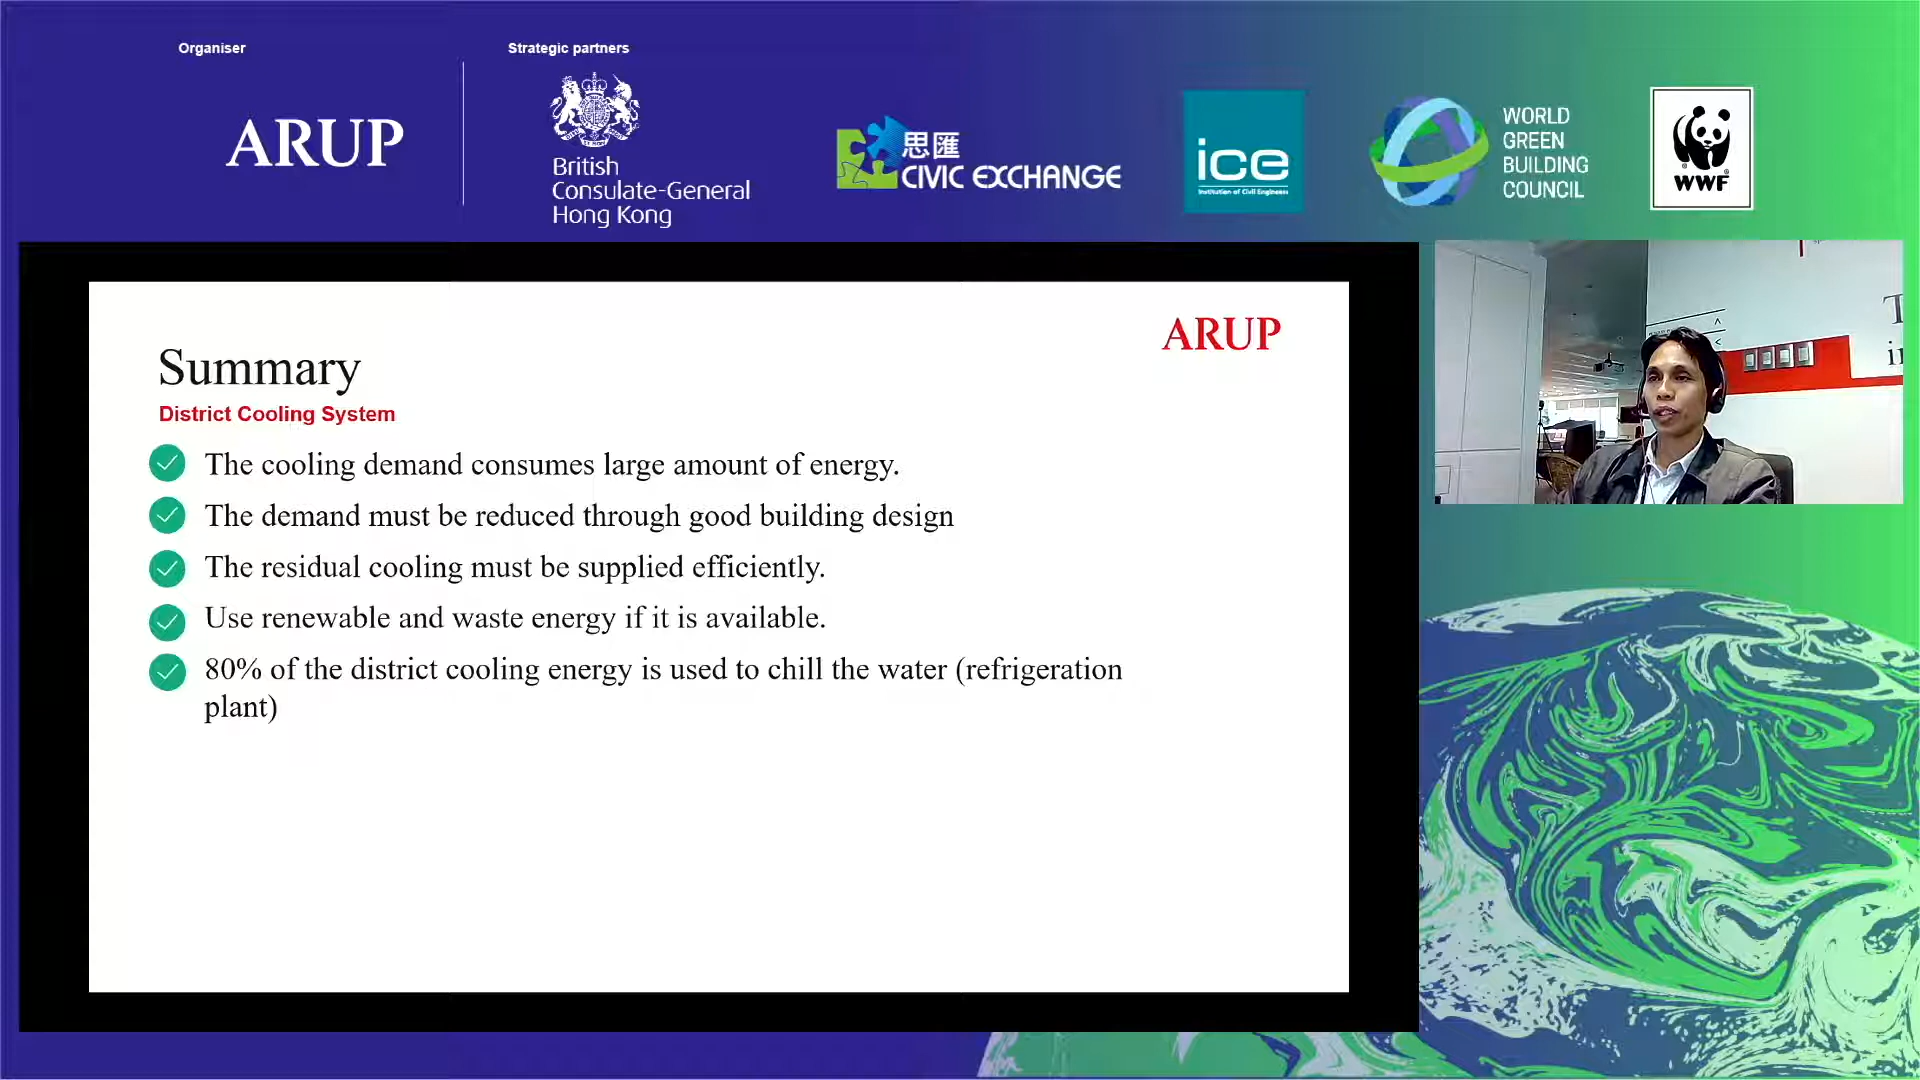 Organiser
Strategic partners
ARUP
British
Consulate-General
Hong Kong
思匯
CIVIC EXCHANGE
ice
Institution of Civil Engineers
WORLD
GREEN
BUILDING
COUNCIL
WWF
ARUP
Summary
District Cooling System
The cooling demand consumes large amount of energy.
The demand must be reduced through good building design
The residual cooling must be supplied efficiently.
Use renewable and waste energy if it is available.
80% of the district cooling energy is used to chill the water (refrigeration
plant)